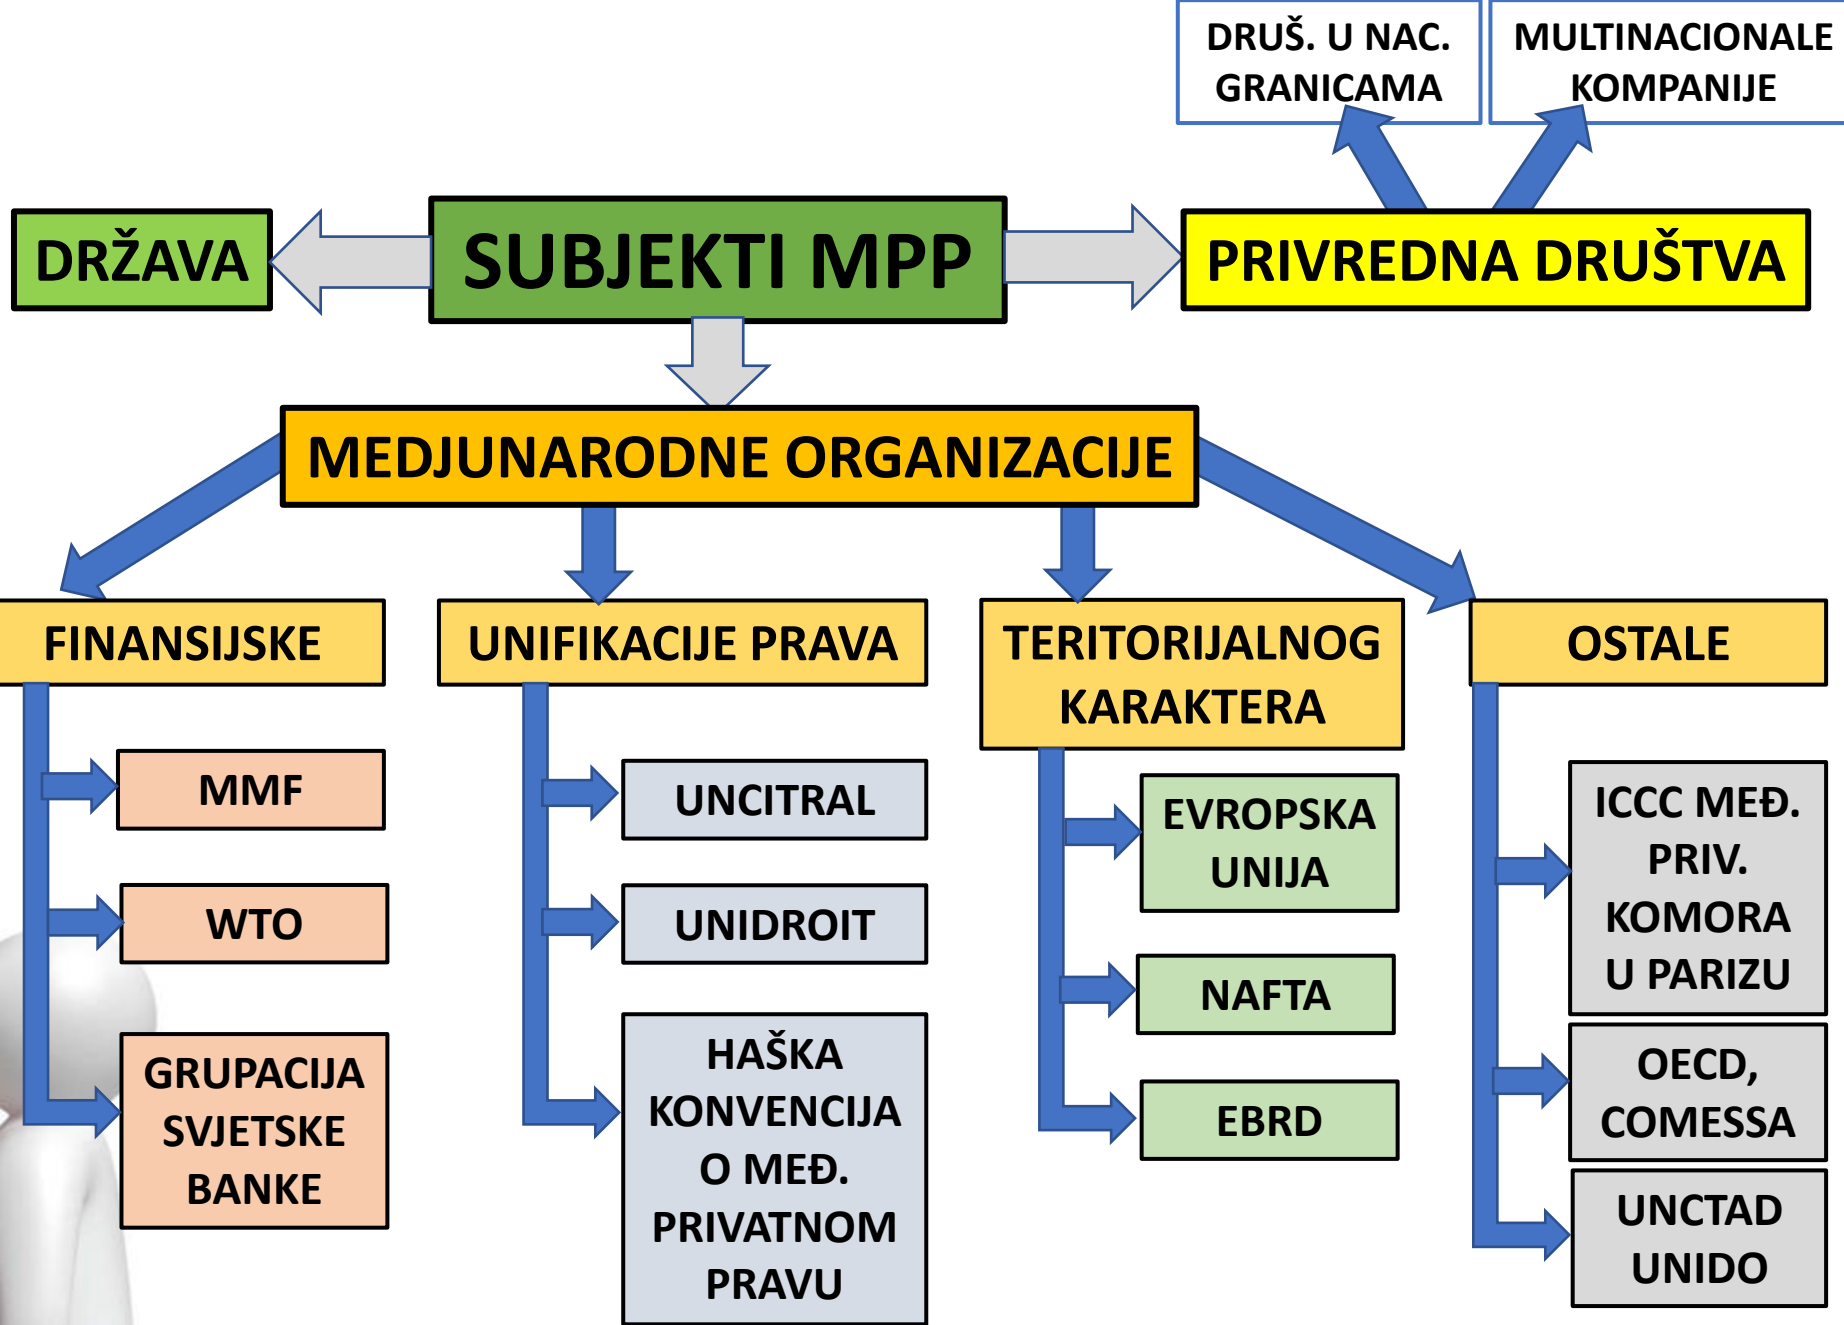 DRUŠ. U NAC.
GRANICAMA
MULTINACIONALE
KOMPANIJE
DRŽAVA
SUBJEKTI MPP
PRIVREDNA DRUŠTVA
MEDJUNARODNE ORGANIZACIJE
FINANSIJSKE
MMF
WTO
GRUPACIJA
SVJETSKE
BANKE
UNIFIKACIJE PRAVA
UNCITRAL
UNIDROIT
HAŠKA
KONVENCIJA
O MEĐ.
PRIVATNOM
PRAVU
TERITORIJALNOG
KARAKTERA
EVROPSKA
UNIJA
NAFTA
EBRD
OSTALE
ICCC MEĐ.
PRIV.
KOMORA
U PARIZU
OECD,
COMESSA
UNCTAD
UNIDO